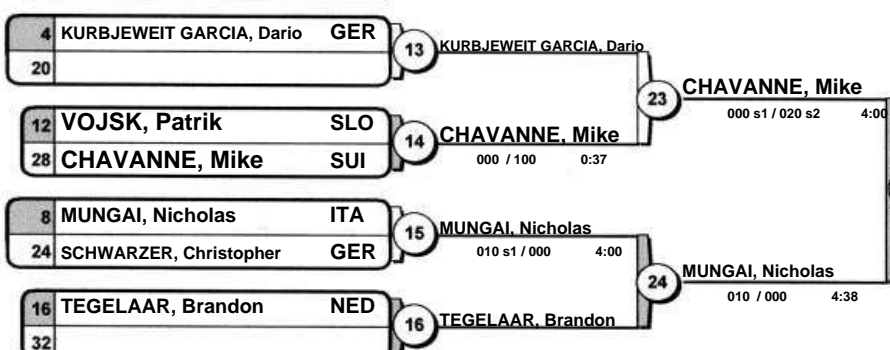 4 KURBJEWEIT GARCIA, Dario GER
20
13
KURBJEWEIT GARCIA, Dario
12 VOJSK, Patrik SLO
28 CHAVANNE, Mike SUI
14
CHAVANNE, Mike
000 / 100 0:37
23
CHAVANNE, Mike
000 s1 / 020 s2 4:00
8 MUNGAI, Nicholas ITA
24 SCHWARZER, Christopher GER
15
MUNGAI, Nicholas
010 s1 / 000 4:00
16 TEGELAAR, Brandon NED
32
16
TEGELAAR, Brandon
24
MUNGAI, Nicholas
010 / 000 4:38